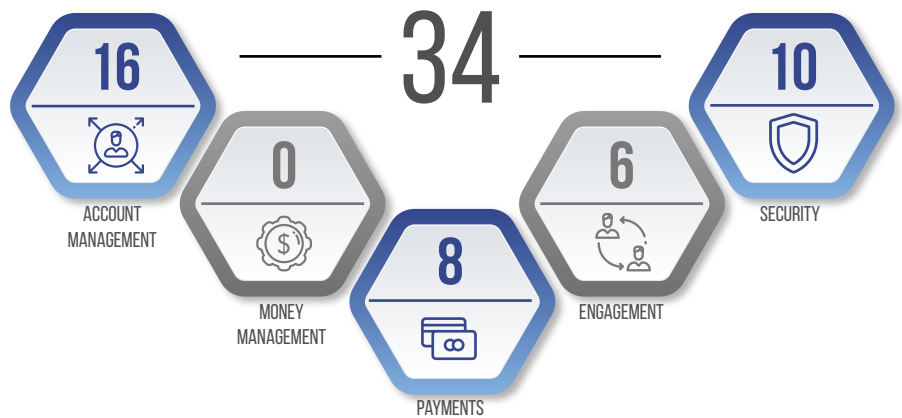 34
16
ACCOUNT
MANAGEMENT
0
$
MONEY
MANAGEMENT
8
PAYMENTS
6
ENGAGEMENT
10
SECURITY